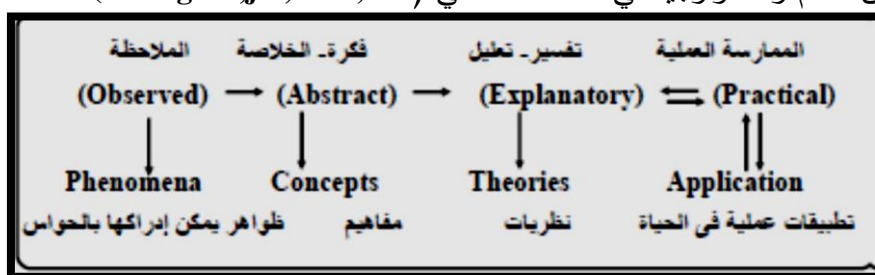 الملاحظة فكرة - الخلاصة تفسير - تعليل الممارسة العملية
(Observed) → (Abstract) → (Explanatory) ⇌ (Practical)
Phenomena Concepts Theories Application
ظواهر يمكن إدراكها بالحواس مفاهيم نظريات تطبيقات عملية فى الحياة